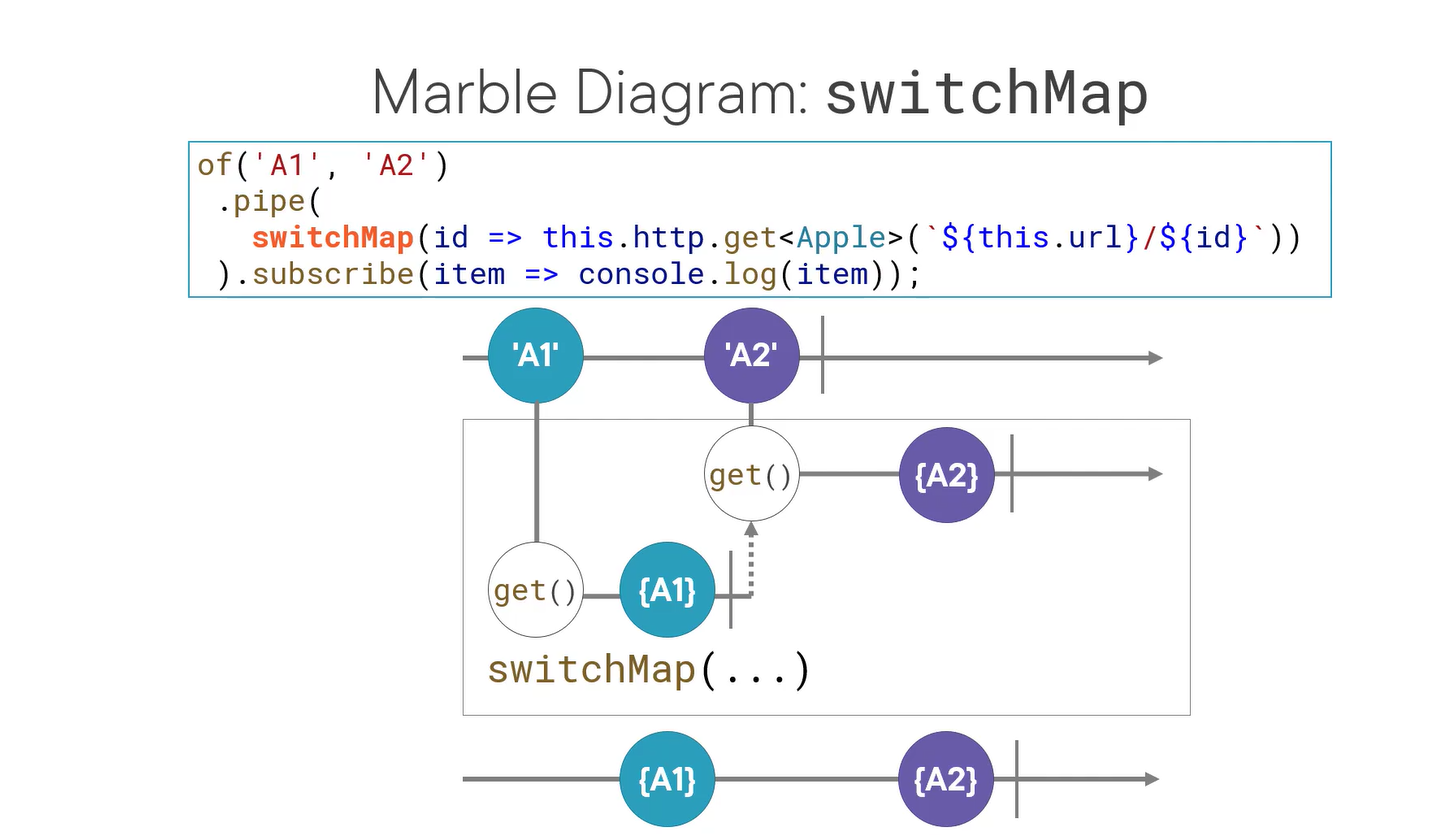 Marble Diagram: switchMap
of('A1', 'A2')
.pipe(
switchMap(id => this.http.get<Apple>(`${this.url}/${id}`))
).subscribe(item => console.log(item));
'A1' 'A2'
get() {A2}
get() {A1}
switchMap(...)
{A1} {A2}